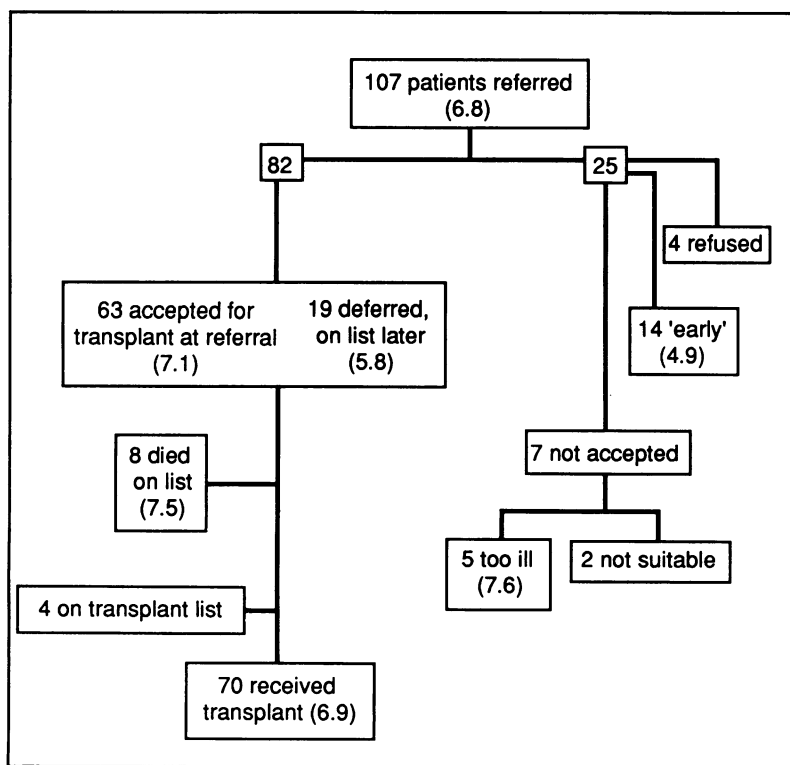 107 patients referred
(6.8)
82
25
4 refused
63 accepted for
transplant at referral
(7.1)
19 deferred,
on list later
(5.8)
14 'early'
(4.9)
8 died
on list
(7.5)
7 not accepted
5 too ill
(7.6)
2 not suitable
4 on transplant list
70 received
transplant (6.9)